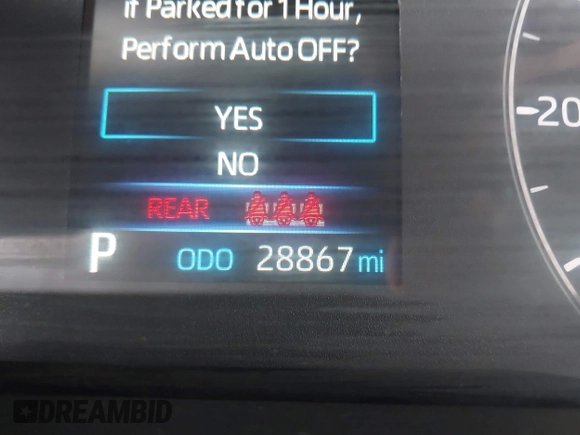 if Parked for 1 Hour,
Perform Auto OFF?
YES
NO
REAR
P ODO 28867 mi
20
DREAMBID